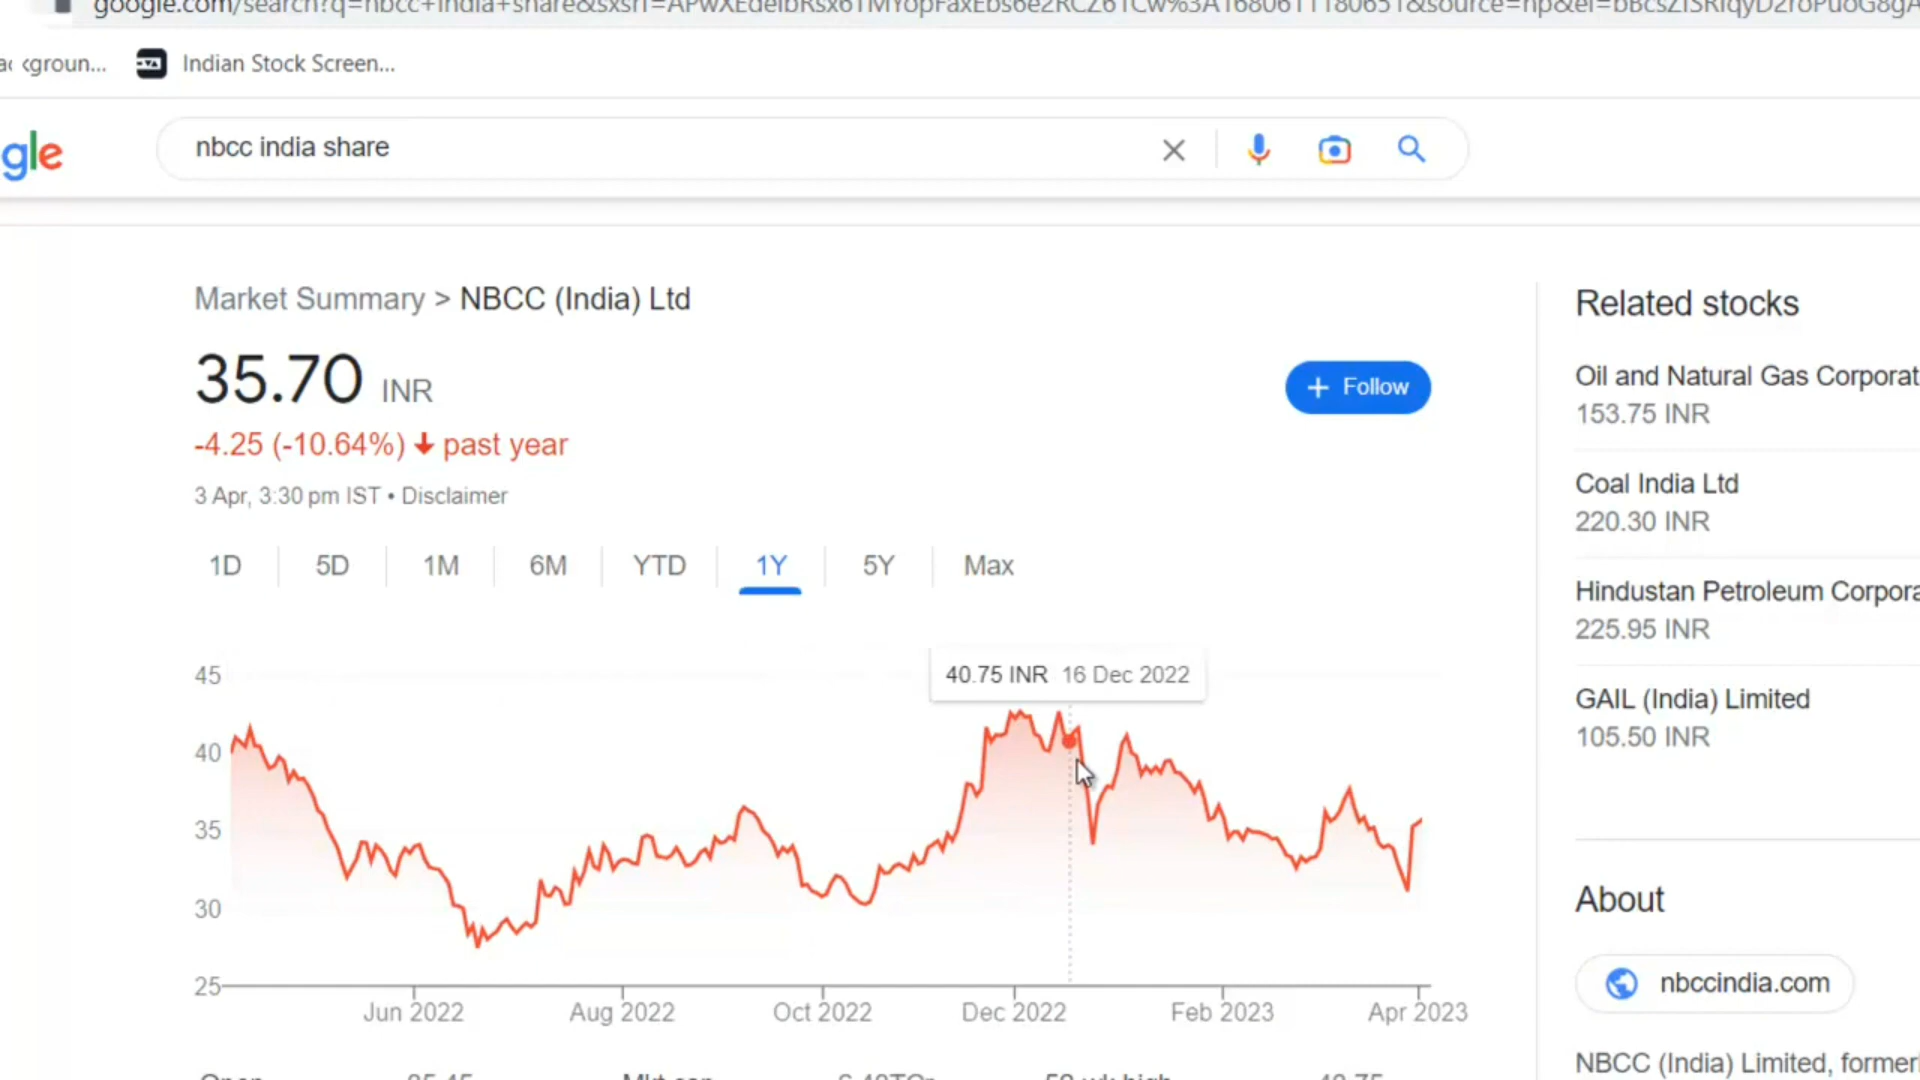 kgroun...
Indian Stock Screen...
gle
nbcc india share
Market Summary > NBCC (India) Ltd
35.70 INR
+ Follow
-4.25 (-10.64%) past year
3 Apr, 3:30 pm IST • Disclaimer
1D 5D 1M 6M YTD 1Y 5Y Max
40.75 INR 16 Dec 2022
45
40
35
30
25
Jun 2022 Aug 2022 Oct 2022 Dec 2022 Feb 2023 Apr 2023
Related stocks
Oil and Natural Gas Corporat
153.75 INR
Coal India Ltd
220.30 INR
Hindustan Petroleum Corpora
225.95 INR
GAIL (India) Limited
105.50 INR
About
nbccindia.com
NBCC (India) Limited, former